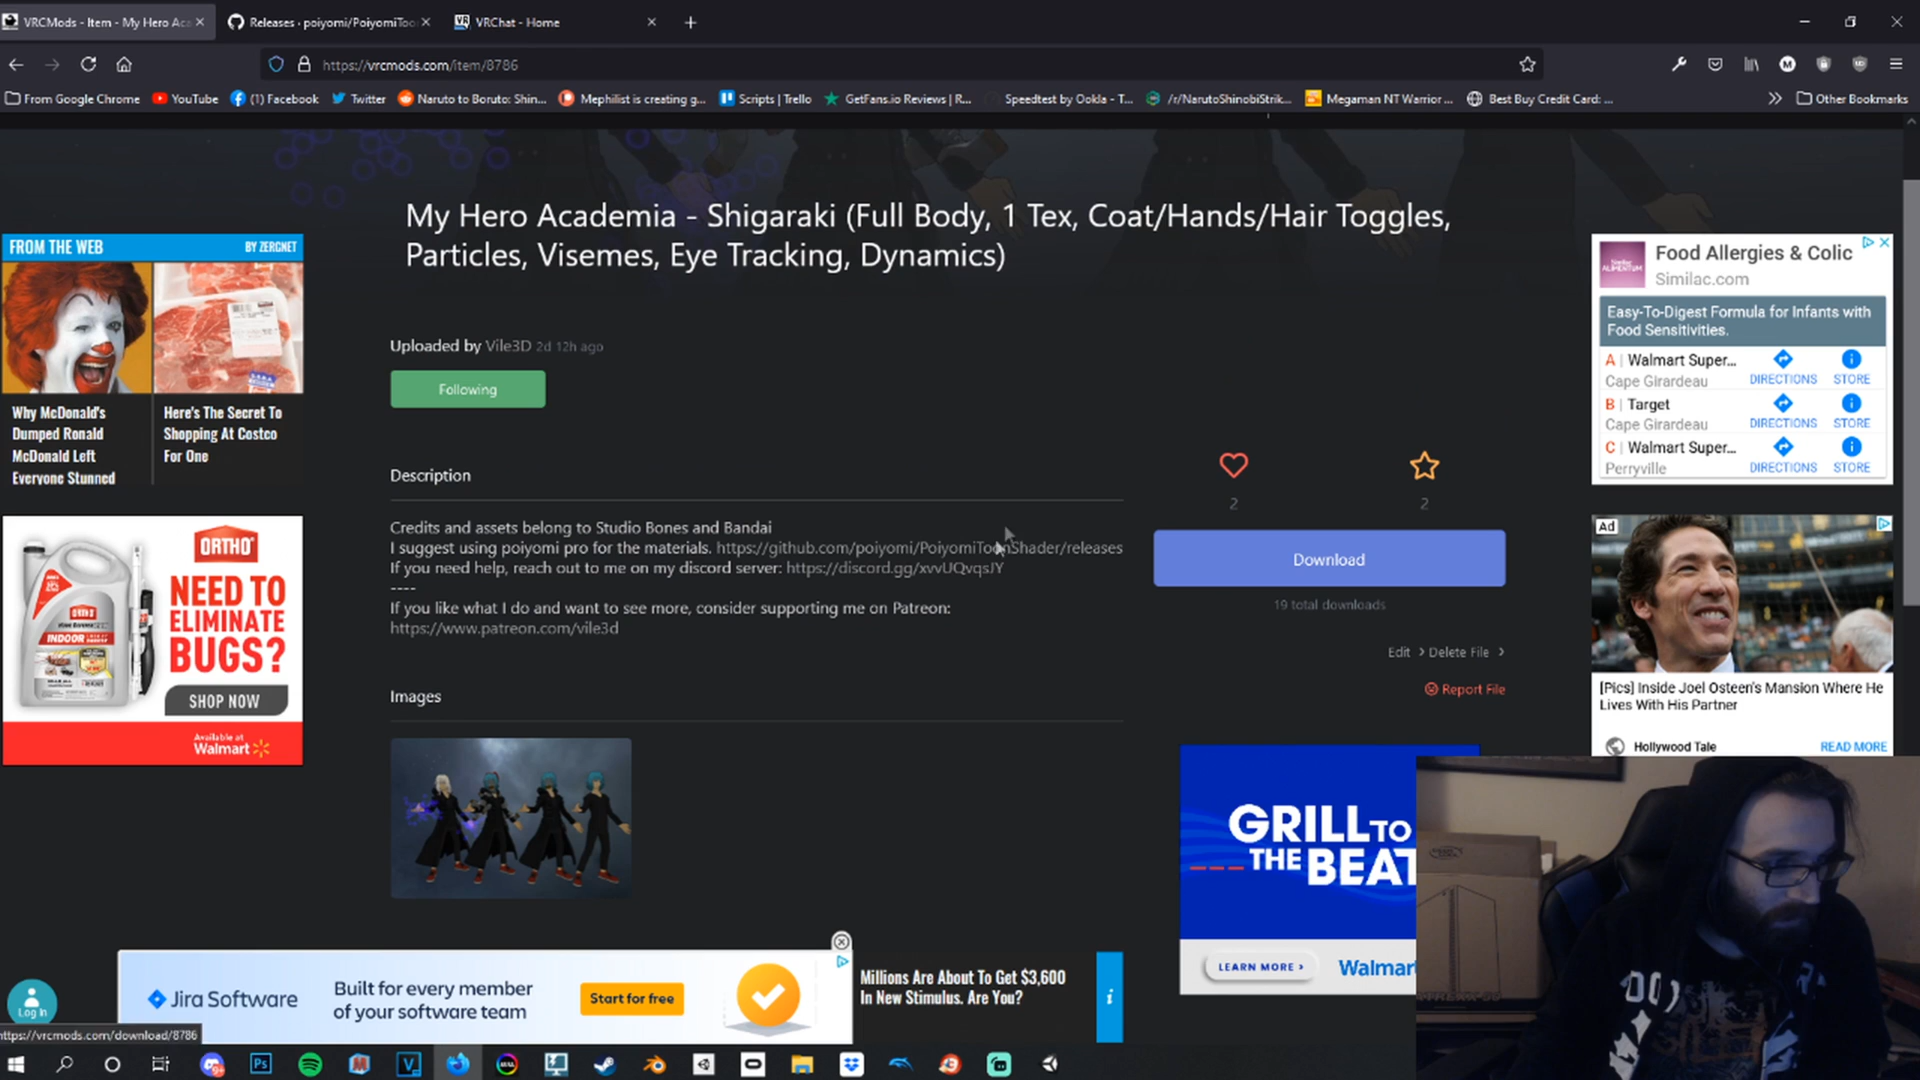 VRCMods - Item - My Hero Aca
Releases · poiyomi/PoiyomiToo
VRChat - Home
https://vrcmods.com/item/8786
From Google Chrome
YouTube
(1) Facebook
Twitter
Naruto to Boruto: Shin...
Mephilist is creating g...
Scripts | Trello
GetFans.io Reviews | R...
Speedtest by Ookla - T...
/r/NarutoShinobiStrik...
Megaman NT Warrior ...
Best Buy Credit Card: ...
Other Bookmarks
My Hero Academia - Shigaraki (Full Body, 1 Tex, Coat/Hands/Hair Toggles,
Particles, Visemes, Eye Tracking, Dynamics)
Uploaded by Vile3D 2d 12h ago
Following
Description
Credits and assets belong to Studio Bones and Bandai
I suggest using poiyomi pro for the materials. https://github.com/poiyomi/PoiyomiToonShader/releases
If you need help, reach out to me on my discord server: https://discord.gg/xvvUQvqsJY
----
If you like what I do and want to see more, consider supporting me on Patreon:
https://www.patreon.com/vile3d
Images
2
2
Download
19 total downloads
Edit
Delete File
Report File
FROM THE WEB
BY ZERGNET
Why McDonald's
Dumped Ronald
McDonald Left
Everyone Stunned
Here's The Secret To
Shopping At Costco
For One
ORTHO
NEED TO
ELIMINATE
BUGS?
SHOP NOW
Available at
Walmart
Food Allergies & Colic
Similac.com
Easy-To-Digest Formula for Infants with
Food Sensitivities.
A | Walmart Super...
Cape Girardeau
DIRECTIONS
STORE
B | Target
Cape Girardeau
DIRECTIONS
STORE
C | Walmart Super...
Perryville
DIRECTIONS
STORE
Ad
[Pics] Inside Joel Osteen's Mansion Where He
Lives With His Partner
Hollywood Tale
READ MORE
GRILL TO
THE BEAT
LEARN MORE >
Walmar
Jira Software
Built for every member
of your software team
Start for free
Millions Are About To Get $3,600
In New Stimulus. Are You?
i
Log In
https://vrcmods.com/download/8786